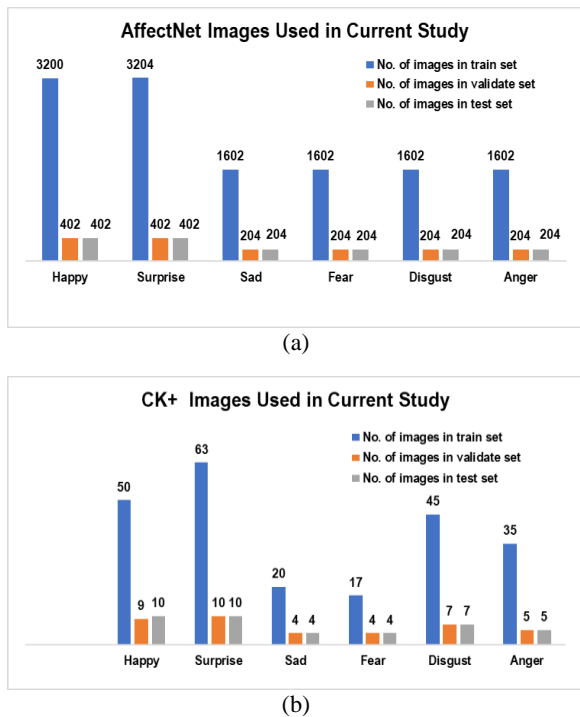 AffectNet Images Used in Current Study
No. of images in train set
No. of images in validate set
No. of images in test set
3200 3204
1602 1602 1602 1602
402 402 402 402 204 204 204 204 204 204 204 204
Happy Surprise Sad Fear Disgust Anger
(a)
CK+ Images Used in Current Study
No. of images in train set
No. of images in validate set
No. of images in test set
50 63 20 17 45 35
9 10 10 10 4 4 4 4 7 7 5 5
Happy Surprise Sad Fear Disgust Anger
(b)